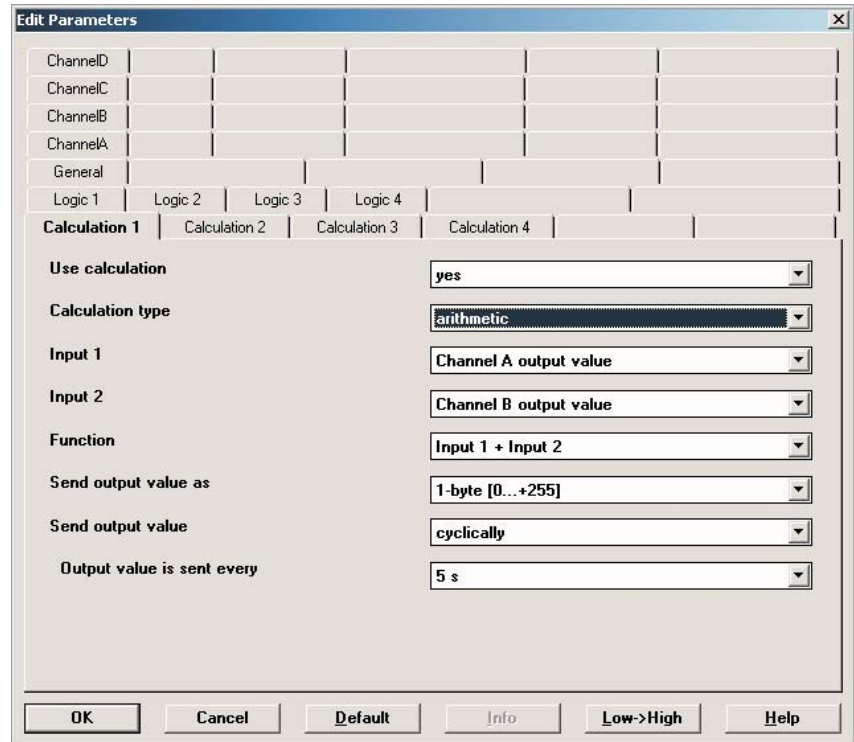 Edit Parameters
ChannelD
ChannelC
ChannelB
ChannelA
General
Logic 1 Logic 2 Logic 3 Logic 4
Calculation 1 Calculation 2 Calculation 3 Calculation 4
Use calculation yes
Calculation type arithmetic
Input 1 Channel A output value
Input 2 Channel B output value
Function Input 1 + Input 2
Send output value as 1-byte [0...+255]
Send output value cyclically
Output value is sent every 5 s
OK Cancel Default Info Low->High Help